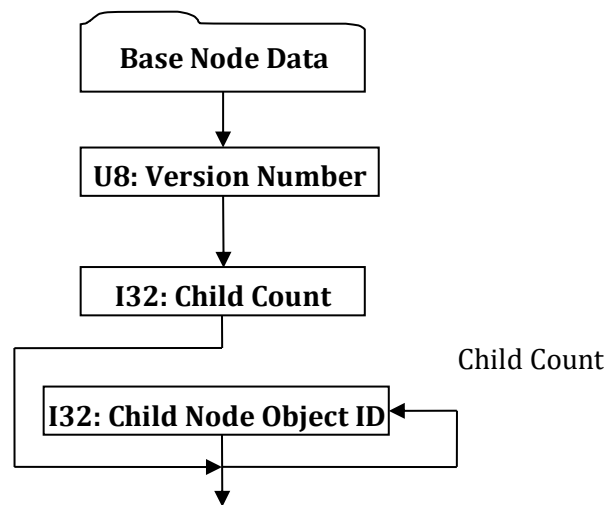 Base Node Data
U8: Version Number
I32: Child Count
Child Count
I32: Child Node Object ID